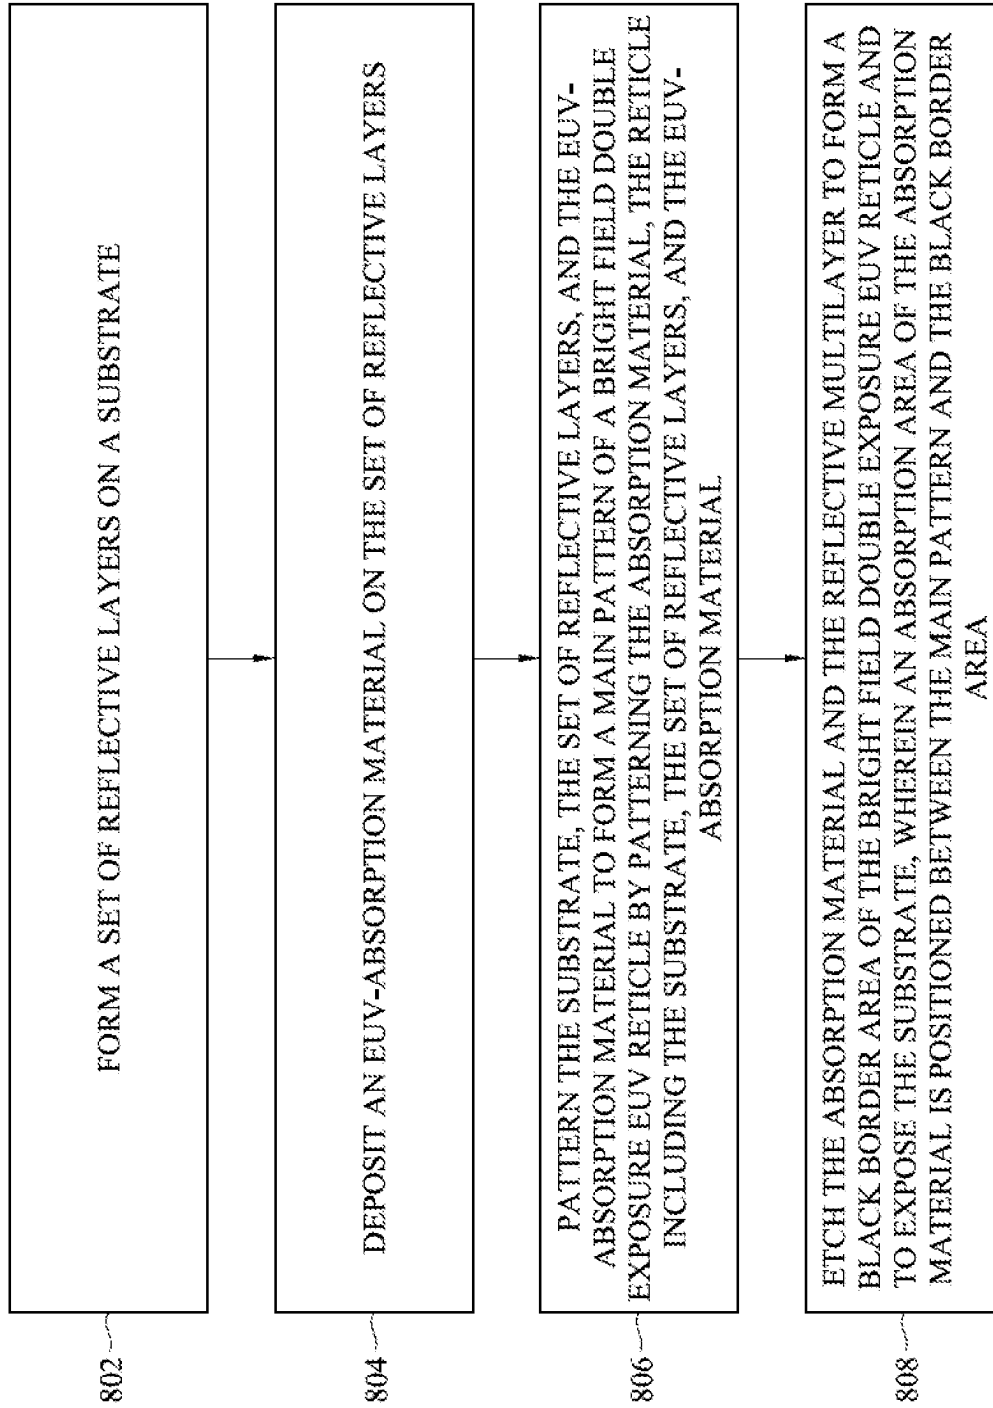 802
FORM A SET OF REFLECTIVE LAYERS ON A SUBSTRATE
804
DEPOSIT AN EUV-ABSORPTION MATERIAL ON THE SET OF REFLECTIVE LAYERS
806
PATTERN THE SUBSTRATE, THE SET OF REFLECTIVE LAYERS, AND THE EUV-
ABSORPTION MATERIAL TO FORM A MAIN PATTERN OF A BRIGHT FIELD DOUBLE
EXPOSURE EUV RETICLE BY PATTERNING THE ABSORPTION MATERIAL, THE RETICLE
INCLUDING THE SUBSTRATE, THE SET OF REFLECTIVE LAYERS, AND THE EUV-
ABSORPTION MATERIAL
808
ETCH THE ABSORPTION MATERIAL AND THE REFLECTIVE MULTILAYER TO FORM A
BLACK BORDER AREA OF THE BRIGHT FIELD DOUBLE EXPOSURE EUV RETICLE AND
TO EXPOSE THE SUBSTRATE, WHEREIN AN ABSORPTION AREA OF THE ABSORPTION
MATERIAL IS POSITIONED BETWEEN THE MAIN PATTERN AND THE BLACK BORDER
AREA